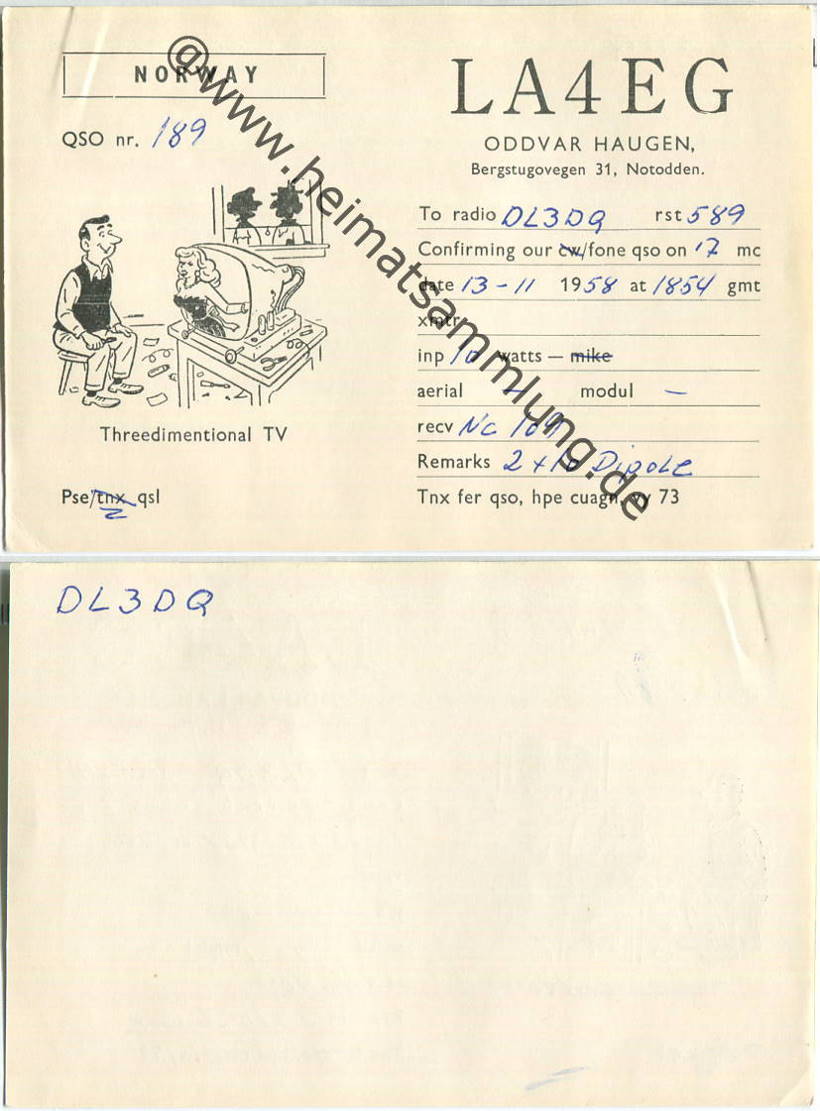 NORWAY
QSO nr. 189
Threedimentional TV
Pse/tnx qsl
LA4EG
ODDVAR HAUGEN,
Bergstugovegen 31, Notodden.
To radio DL3DQ rst 589
Confirming our cw/fone qso on 7 mc
date 13-11 1958 at 1854 gmt
xmtr
inp 10 watts — mike
aerial - modul -
recv NC 109
Remarks 2 x 10 Dipole
Tnx fer qso, hpe cuagn, vy 73
@www.heimatsammlung.de
DL3DQ